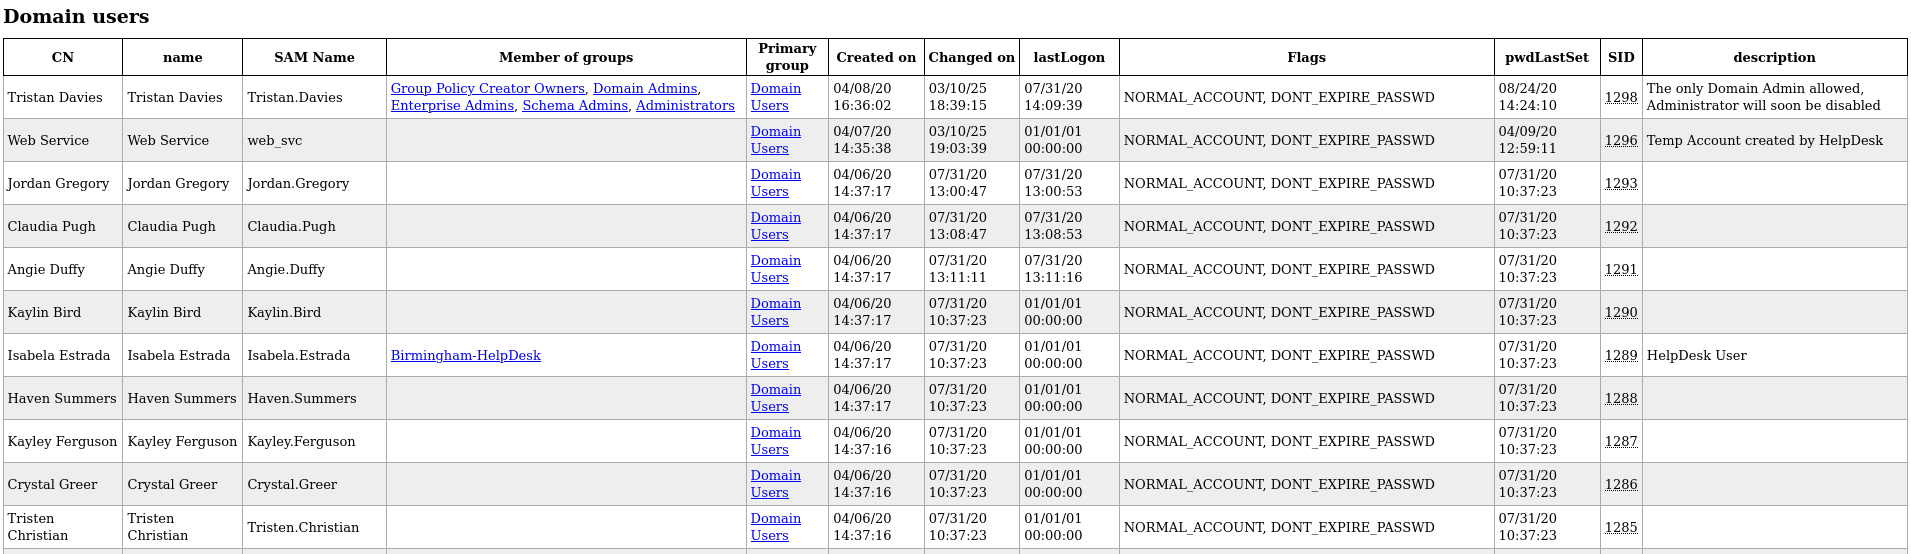 Domain users
CN name SAM Name Member of groups Primary group Created on Changed on lastLogon Flags pwdLastSet SID description
Tristan Davies Tristan Davies Tristan.Davies Group Policy Creator Owners, Domain Admins, Enterprise Admins, Schema Admins, Administrators Domain Users 04/08/20 16:36:02 03/10/25 18:39:15 07/31/20 14:09:39 NORMAL_ACCOUNT, DONT_EXPIRE_PASSWD 08/24/20 14:24:10 1298 The only Domain Admin allowed, Administrator will soon be disabled
Web Service Web Service web_svc Domain Users 04/07/20 14:35:38 03/10/25 19:03:39 01/01/01 00:00:00 NORMAL_ACCOUNT, DONT_EXPIRE_PASSWD 04/09/20 12:59:11 1296 Temp Account created by HelpDesk
Jordan Gregory Jordan Gregory Jordan.Gregory Domain Users 04/06/20 14:37:17 07/31/20 13:00:47 07/31/20 13:00:53 NORMAL_ACCOUNT, DONT_EXPIRE_PASSWD 07/31/20 10:37:23 1293
Claudia Pugh Claudia Pugh Claudia.Pugh Domain Users 04/06/20 14:37:17 07/31/20 13:08:47 07/31/20 13:08:53 NORMAL_ACCOUNT, DONT_EXPIRE_PASSWD 07/31/20 10:37:23 1292
Angie Duffy Angie Duffy Angie.Duffy Domain Users 04/06/20 14:37:17 07/31/20 13:11:11 07/31/20 13:11:16 NORMAL_ACCOUNT, DONT_EXPIRE_PASSWD 07/31/20 10:37:23 1291
Kaylin Bird Kaylin Bird Kaylin.Bird Domain Users 04/06/20 14:37:17 07/31/20 10:37:23 01/01/01 00:00:00 NORMAL_ACCOUNT, DONT_EXPIRE_PASSWD 07/31/20 10:37:23 1290
Isabela Estrada Isabela Estrada Isabela.Estrada Birmingham-HelpDesk Domain Users 04/06/20 14:37:17 07/31/20 10:37:23 01/01/01 00:00:00 NORMAL_ACCOUNT, DONT_EXPIRE_PASSWD 07/31/20 10:37:23 1289 HelpDesk User
Haven Summers Haven Summers Haven.Summers Domain Users 04/06/20 14:37:17 07/31/20 10:37:23 01/01/01 00:00:00 NORMAL_ACCOUNT, DONT_EXPIRE_PASSWD 07/31/20 10:37:23 1288
Kayley Ferguson Kayley Ferguson Kayley.Ferguson Domain Users 04/06/20 14:37:16 07/31/20 10:37:23 01/01/01 00:00:00 NORMAL_ACCOUNT, DONT_EXPIRE_PASSWD 07/31/20 10:37:23 1287
Crystal Greer Crystal Greer Crystal.Greer Domain Users 04/06/20 14:37:16 07/31/20 10:37:23 01/01/01 00:00:00 NORMAL_ACCOUNT, DONT_EXPIRE_PASSWD 07/31/20 10:37:23 1286
Tristen Christian Tristen Christian Tristen.Christian Domain Users 04/06/20 14:37:16 07/31/20 10:37:23 01/01/01 00:00:00 NORMAL_ACCOUNT, DONT_EXPIRE_PASSWD 07/31/20 10:37:23 1285